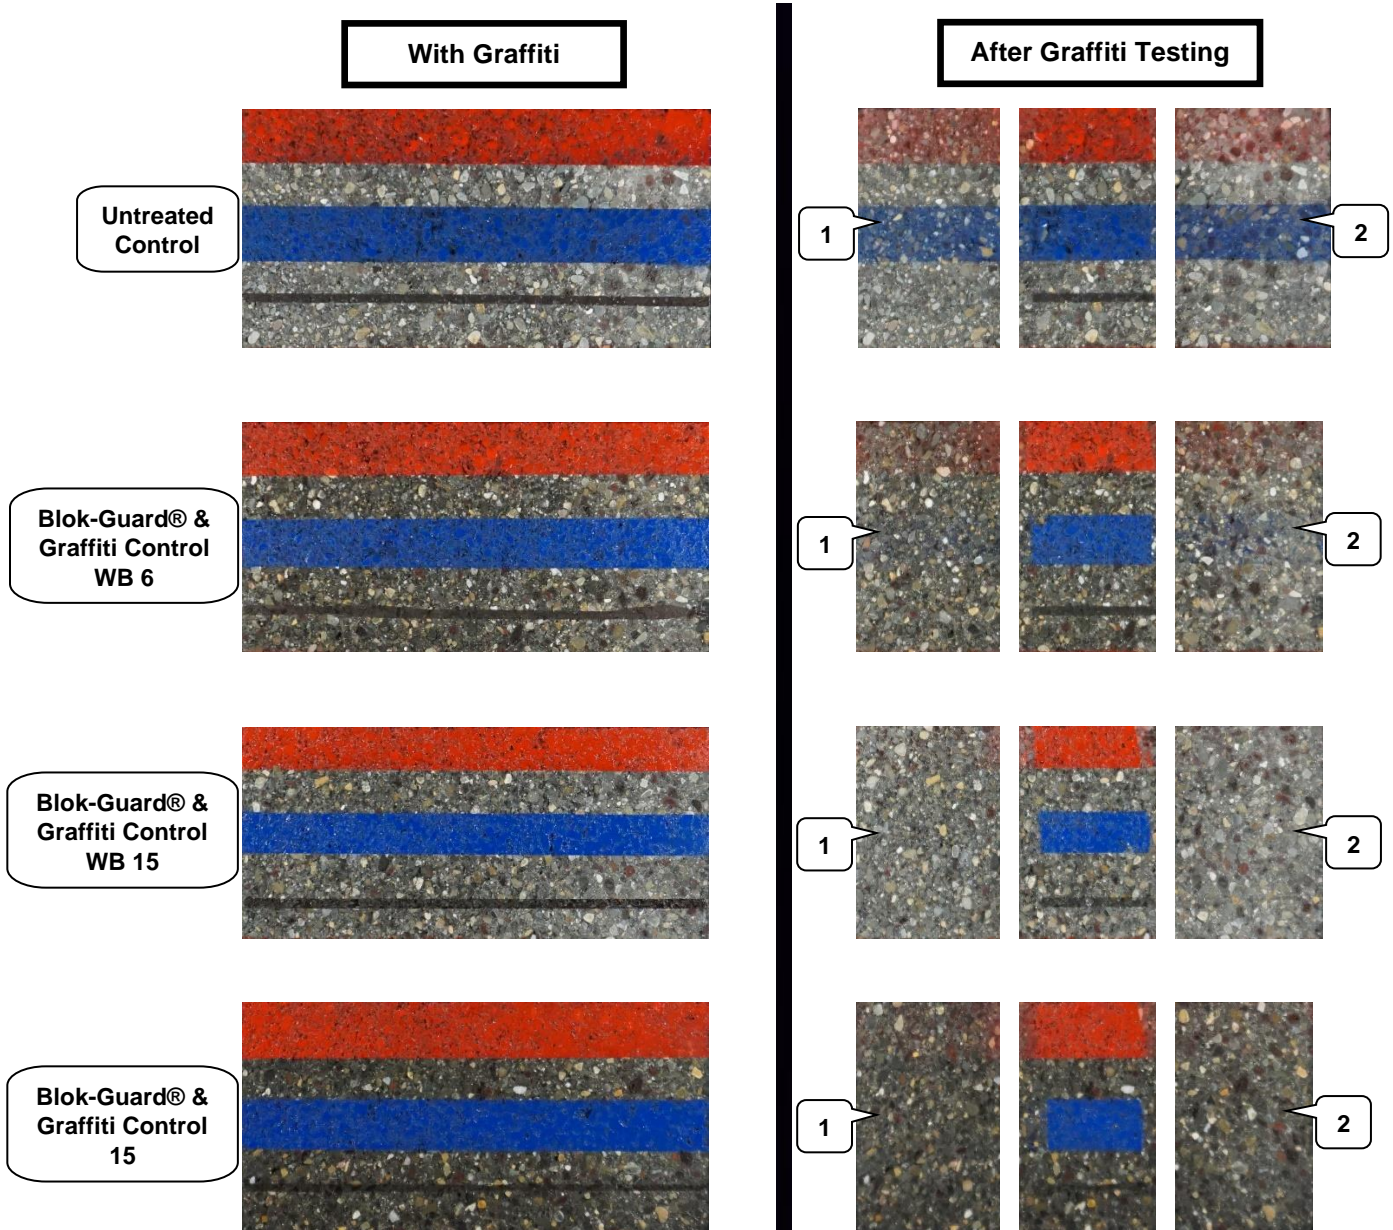 With Graffiti
After Graffiti Testing
Untreated
Control
1
2
Blok-Guard® &
Graffiti Control
WB 6
1
2
Blok-Guard® &
Graffiti Control
WB 15
1
2
Blok-Guard® &
Graffiti Control
15
1
2